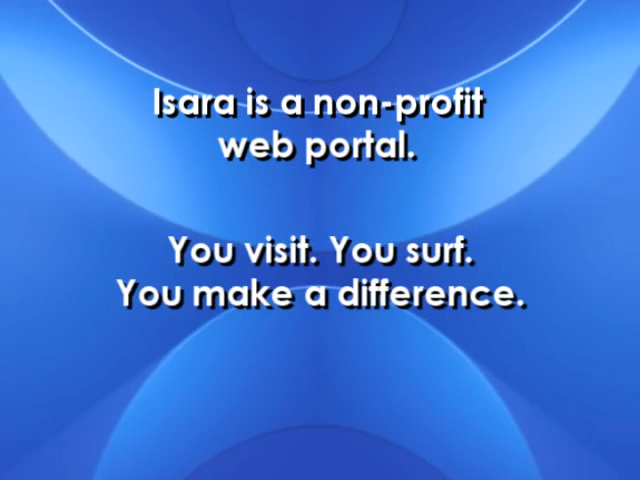 Isara is a non-profit
web portal.
You visit. You surf.
You make a difference.